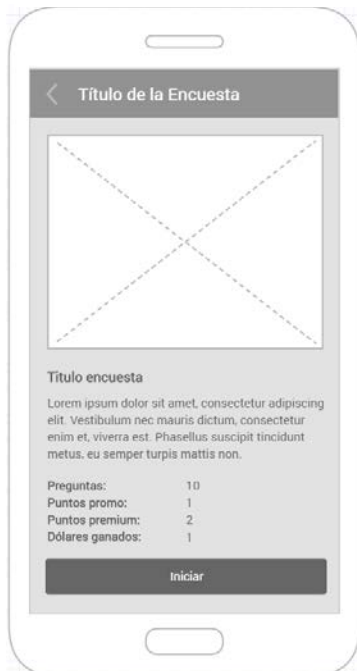 Título de la Encuesta
Titulo encuesta
Lorem ipsum dolor sit amet, consectetur adipiscing
elit. Vestibulum nec mauris dictum, consectetur
enim et, viverra est. Phasellus suscipit tincidunt
metus, eu semper turpis mattis non.
Preguntas: 10
Puntos promo: 1
Puntos premium: 2
Dólares ganados: 1
Iniciar